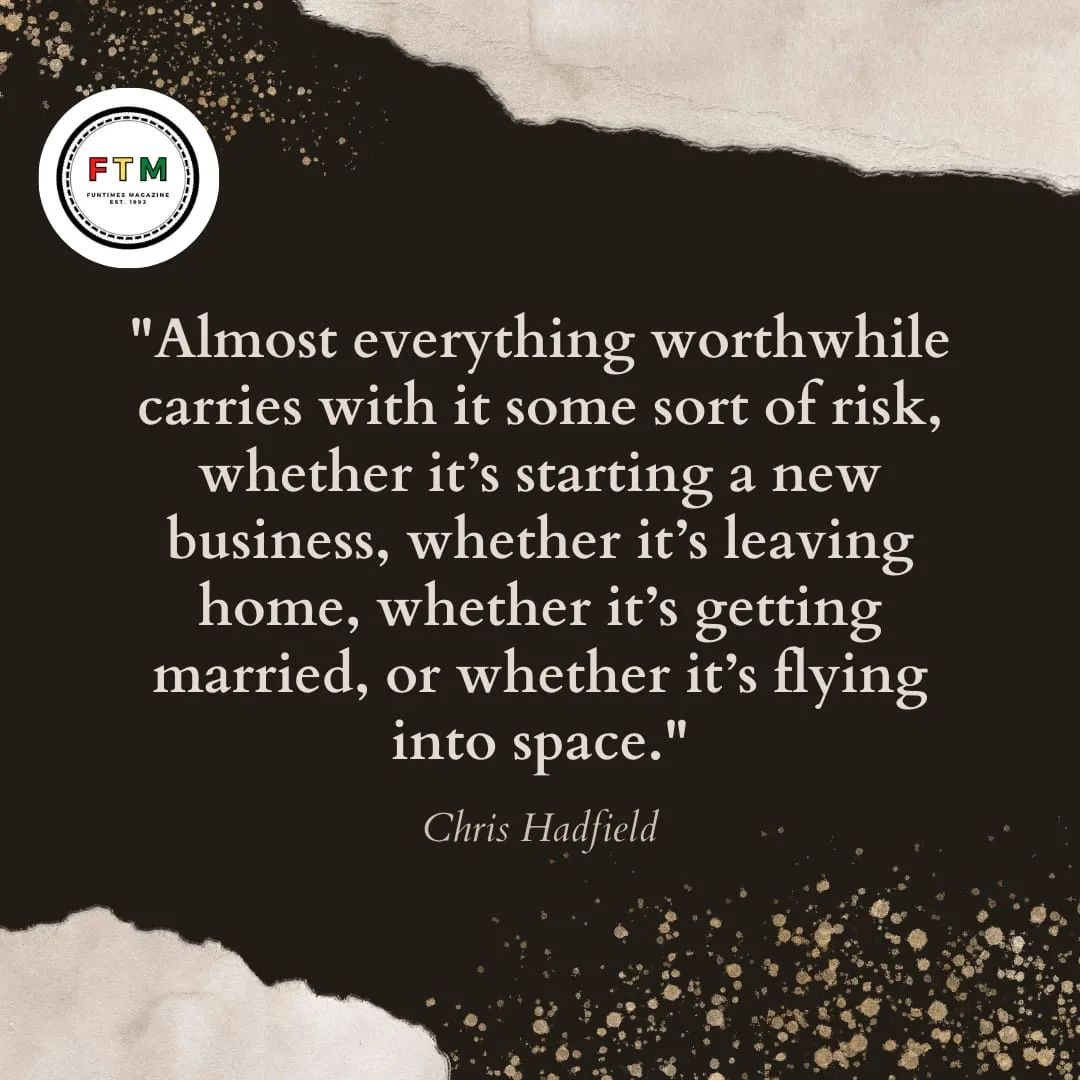 FTM
FUNTIMES MAGAZINE
EST. 1992
"Almost everything worthwhile
carries with it some sort of risk,
whether it’s starting a new
business, whether it’s leaving
home, whether it’s getting
married, or whether it’s flying
into space."
Chris Hadfield